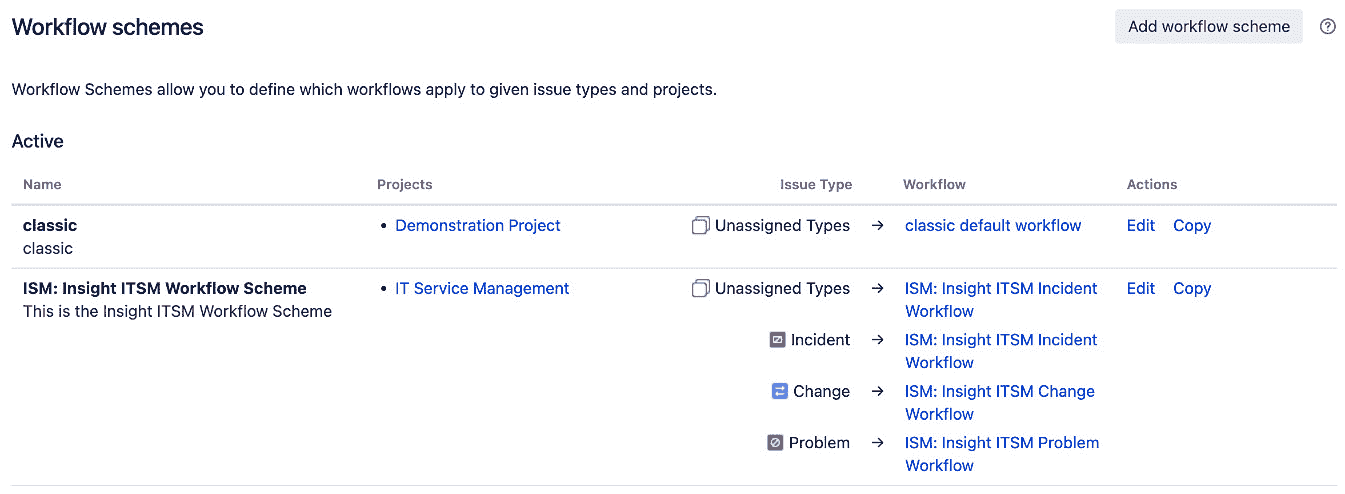 Workflow schemes
Add workflow scheme
?
Workflow Schemes allow you to define which workflows apply to given issue types and projects.
Active
Name Projects Issue Type Workflow Actions
classic • Demonstration Project Unassigned Types → classic default workflow Edit Copy
classic
ISM: Insight ITSM Workflow Scheme • IT Service Management Unassigned Types → ISM: Insight ITSM Incident Edit Copy
This is the Insight ITSM Workflow Scheme Workflow
Incident → ISM: Insight ITSM Incident
Workflow
Change → ISM: Insight ITSM Change
Workflow
Problem → ISM: Insight ITSM Problem
Workflow